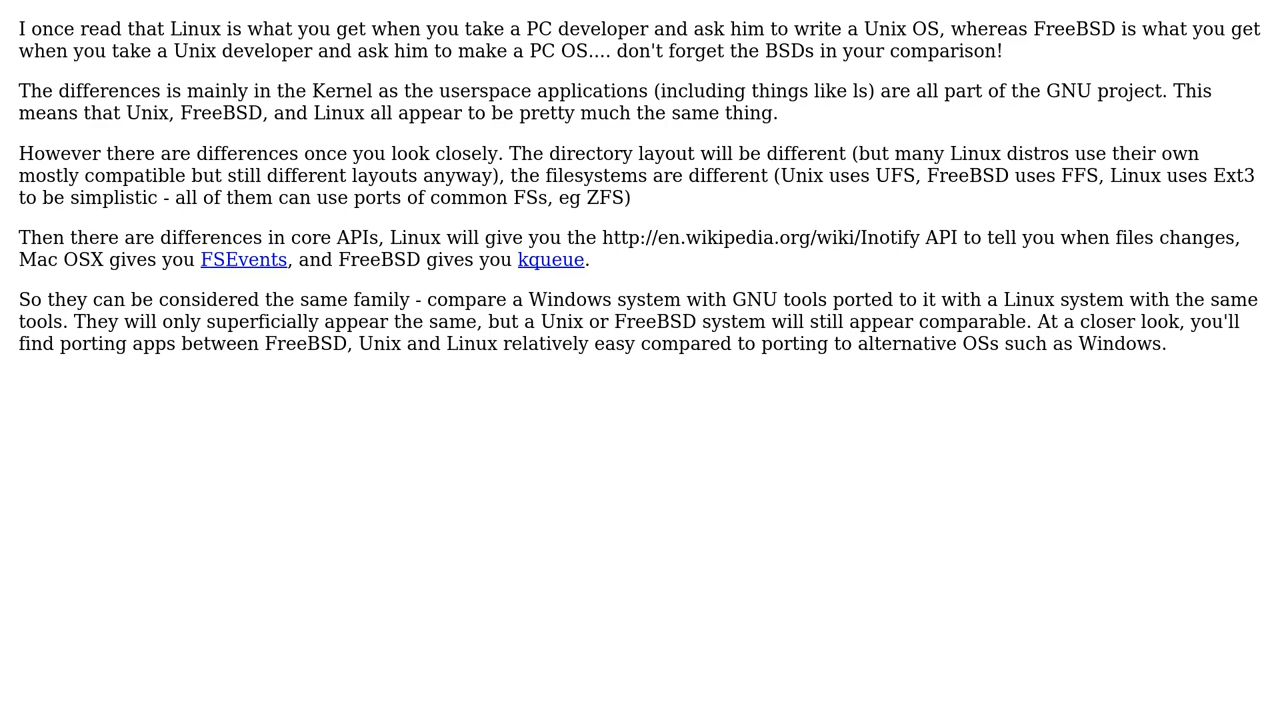 I once read that Linux is what you get when you take a PC developer and ask him to write a Unix OS, whereas FreeBSD is what you get
when you take a Unix developer and ask him to make a PC OS.... don't forget the BSDs in your comparison!
The differences is mainly in the Kernel as the userspace applications (including things like ls) are all part of the GNU project. This
means that Unix, FreeBSD, and Linux all appear to be pretty much the same thing.
However there are differences once you look closely. The directory layout will be different (but many Linux distros use their own
mostly compatible but still different layouts anyway), the filesystems are different (Unix uses UFS, FreeBSD uses FFS, Linux uses Ext3
to be simplistic - all of them can use ports of common FSs, eg ZFS)
Then there are differences in core APIs, Linux will give you the http://en.wikipedia.org/wiki/Inotify API to tell you when files changes,
Mac OSX gives you FSEvents, and FreeBSD gives you kqueue.
So they can be considered the same family - compare a Windows system with GNU tools ported to it with a Linux system with the same
tools. They will only superficially appear the same, but a Unix or FreeBSD system will still appear comparable. At a closer look, you'll
find porting apps between FreeBSD, Unix and Linux relatively easy compared to porting to alternative OSs such as Windows.